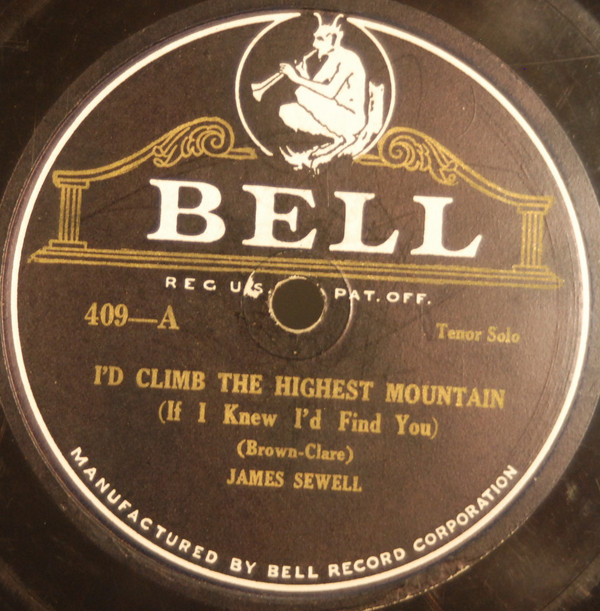 BELL
REG U.S. PAT. OFF.
409—A
Tenor Solo
I'D CLIMB THE HIGHEST MOUNTAIN
(If I Knew I'd Find You)
(Brown-Clare)
JAMES SEWELL
MANUFACTURED BY BELL RECORD CORPORATION